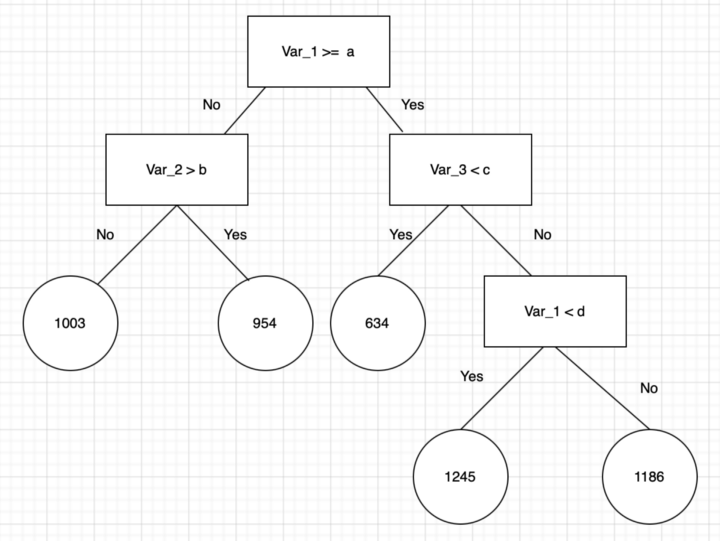 Var_1 >= a
No
Yes
Var_2 > b
Var_3 < c
No
Yes
Yes
No
1003
954
634
Var_1 < d
Yes
No
1245
1186